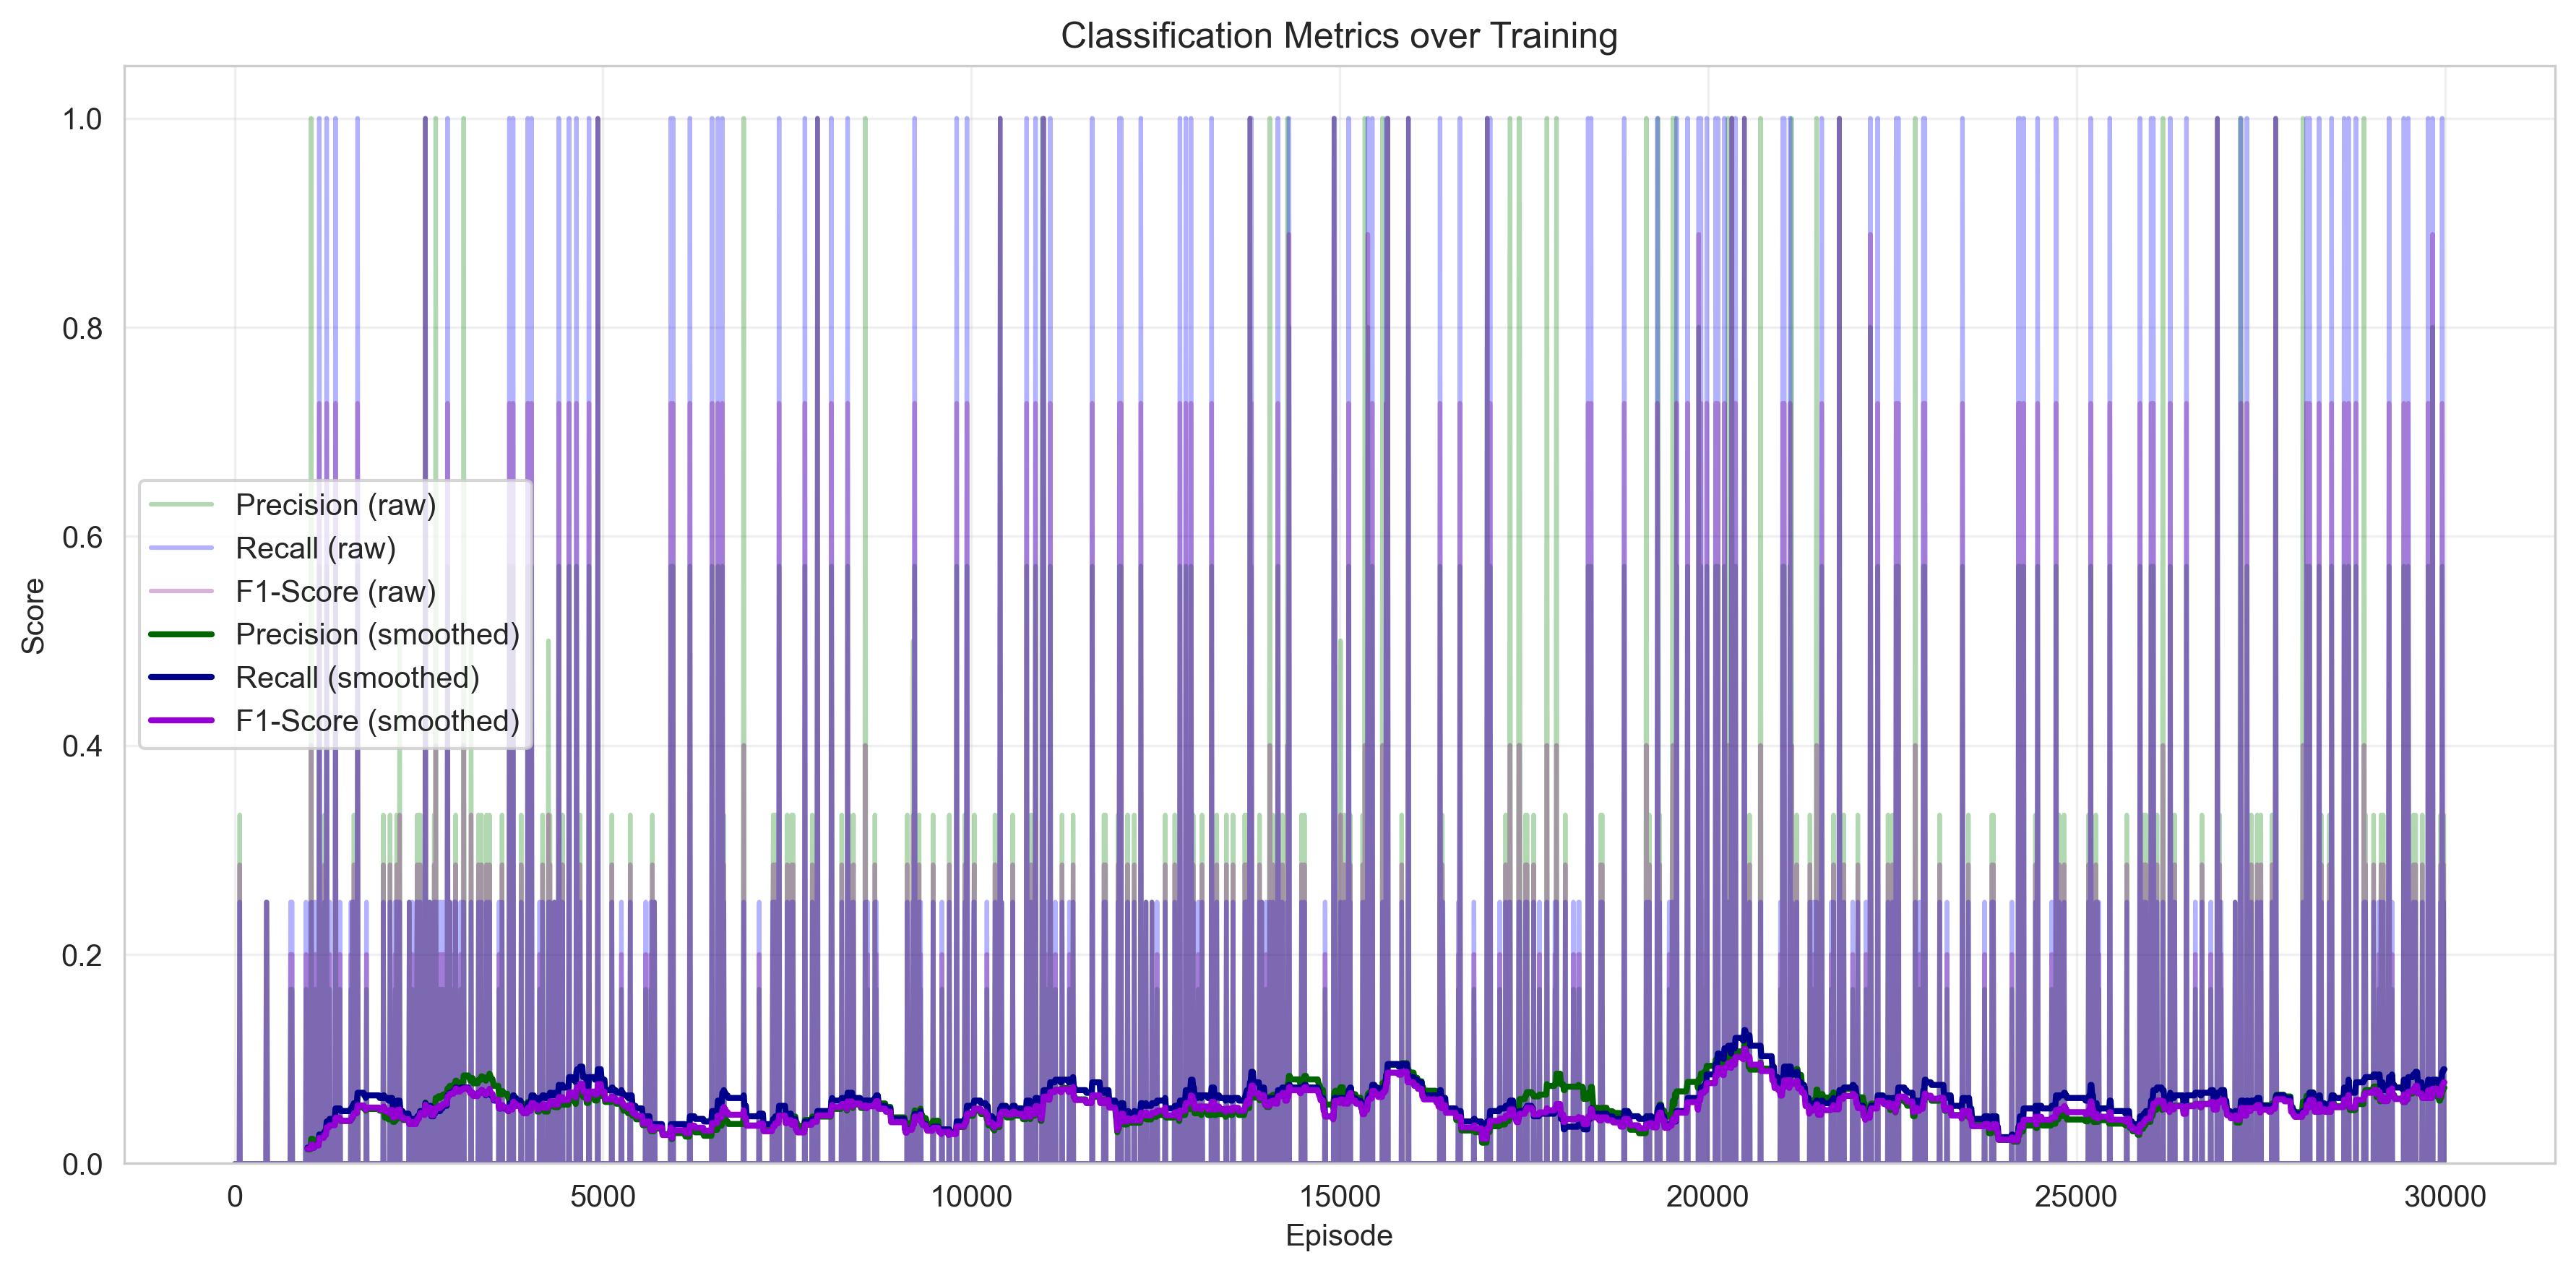 Classification Metrics over Training
1.0
0.8
0.6
0.4
0.2
0.0
Score
Precision (raw)
Recall (raw)
F1-Score (raw)
Precision (smoothed)
Recall (smoothed)
F1-Score (smoothed)
0 5000 10000 15000 20000 25000 30000
Episode